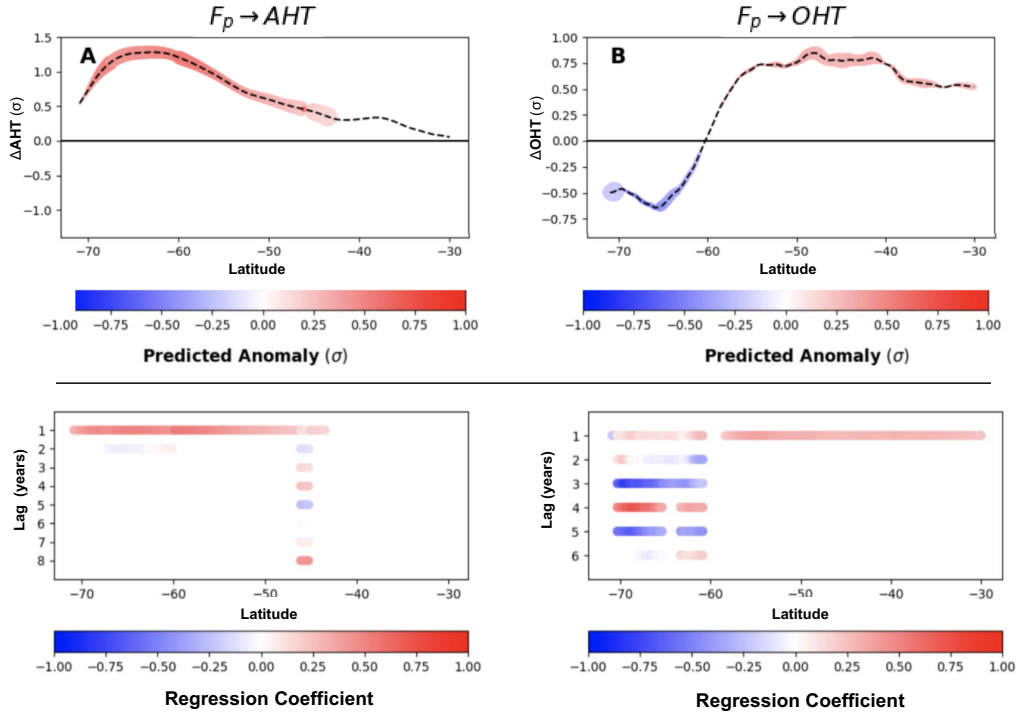 F_p → AHT
A
1.5
1.0
0.5
0.0
−0.5
−1.0
ΔAHT (σ)
−70 −60 −50 −40 −30
Latitude
−1.00 −0.75 −0.50 −0.25 0.00 0.25 0.50 0.75 1.00
Predicted Anomaly (σ)
F_p → OHT
B
1.00
0.75
0.50
0.25
0.00
−0.25
−0.50
−0.75
ΔOHT (σ)
−70 −60 −50 −40 −30
Latitude
−1.00 −0.75 −0.50 −0.25 0.00 0.25 0.50 0.75 1.00
Predicted Anomaly (σ)
1
2
3
4
5
6
7
8
Lag (years)
−70 −60 −50 −40 −30
Latitude
−1.00 −0.75 −0.50 −0.25 0.00 0.25 0.50 0.75 1.00
Regression Coefficient
1
2
3
4
5
6
Lag (years)
−70 −60 −50 −40 −30
Latitude
−1.00 −0.75 −0.50 −0.25 0.00 0.25 0.50 0.75 1.00
Regression Coefficient